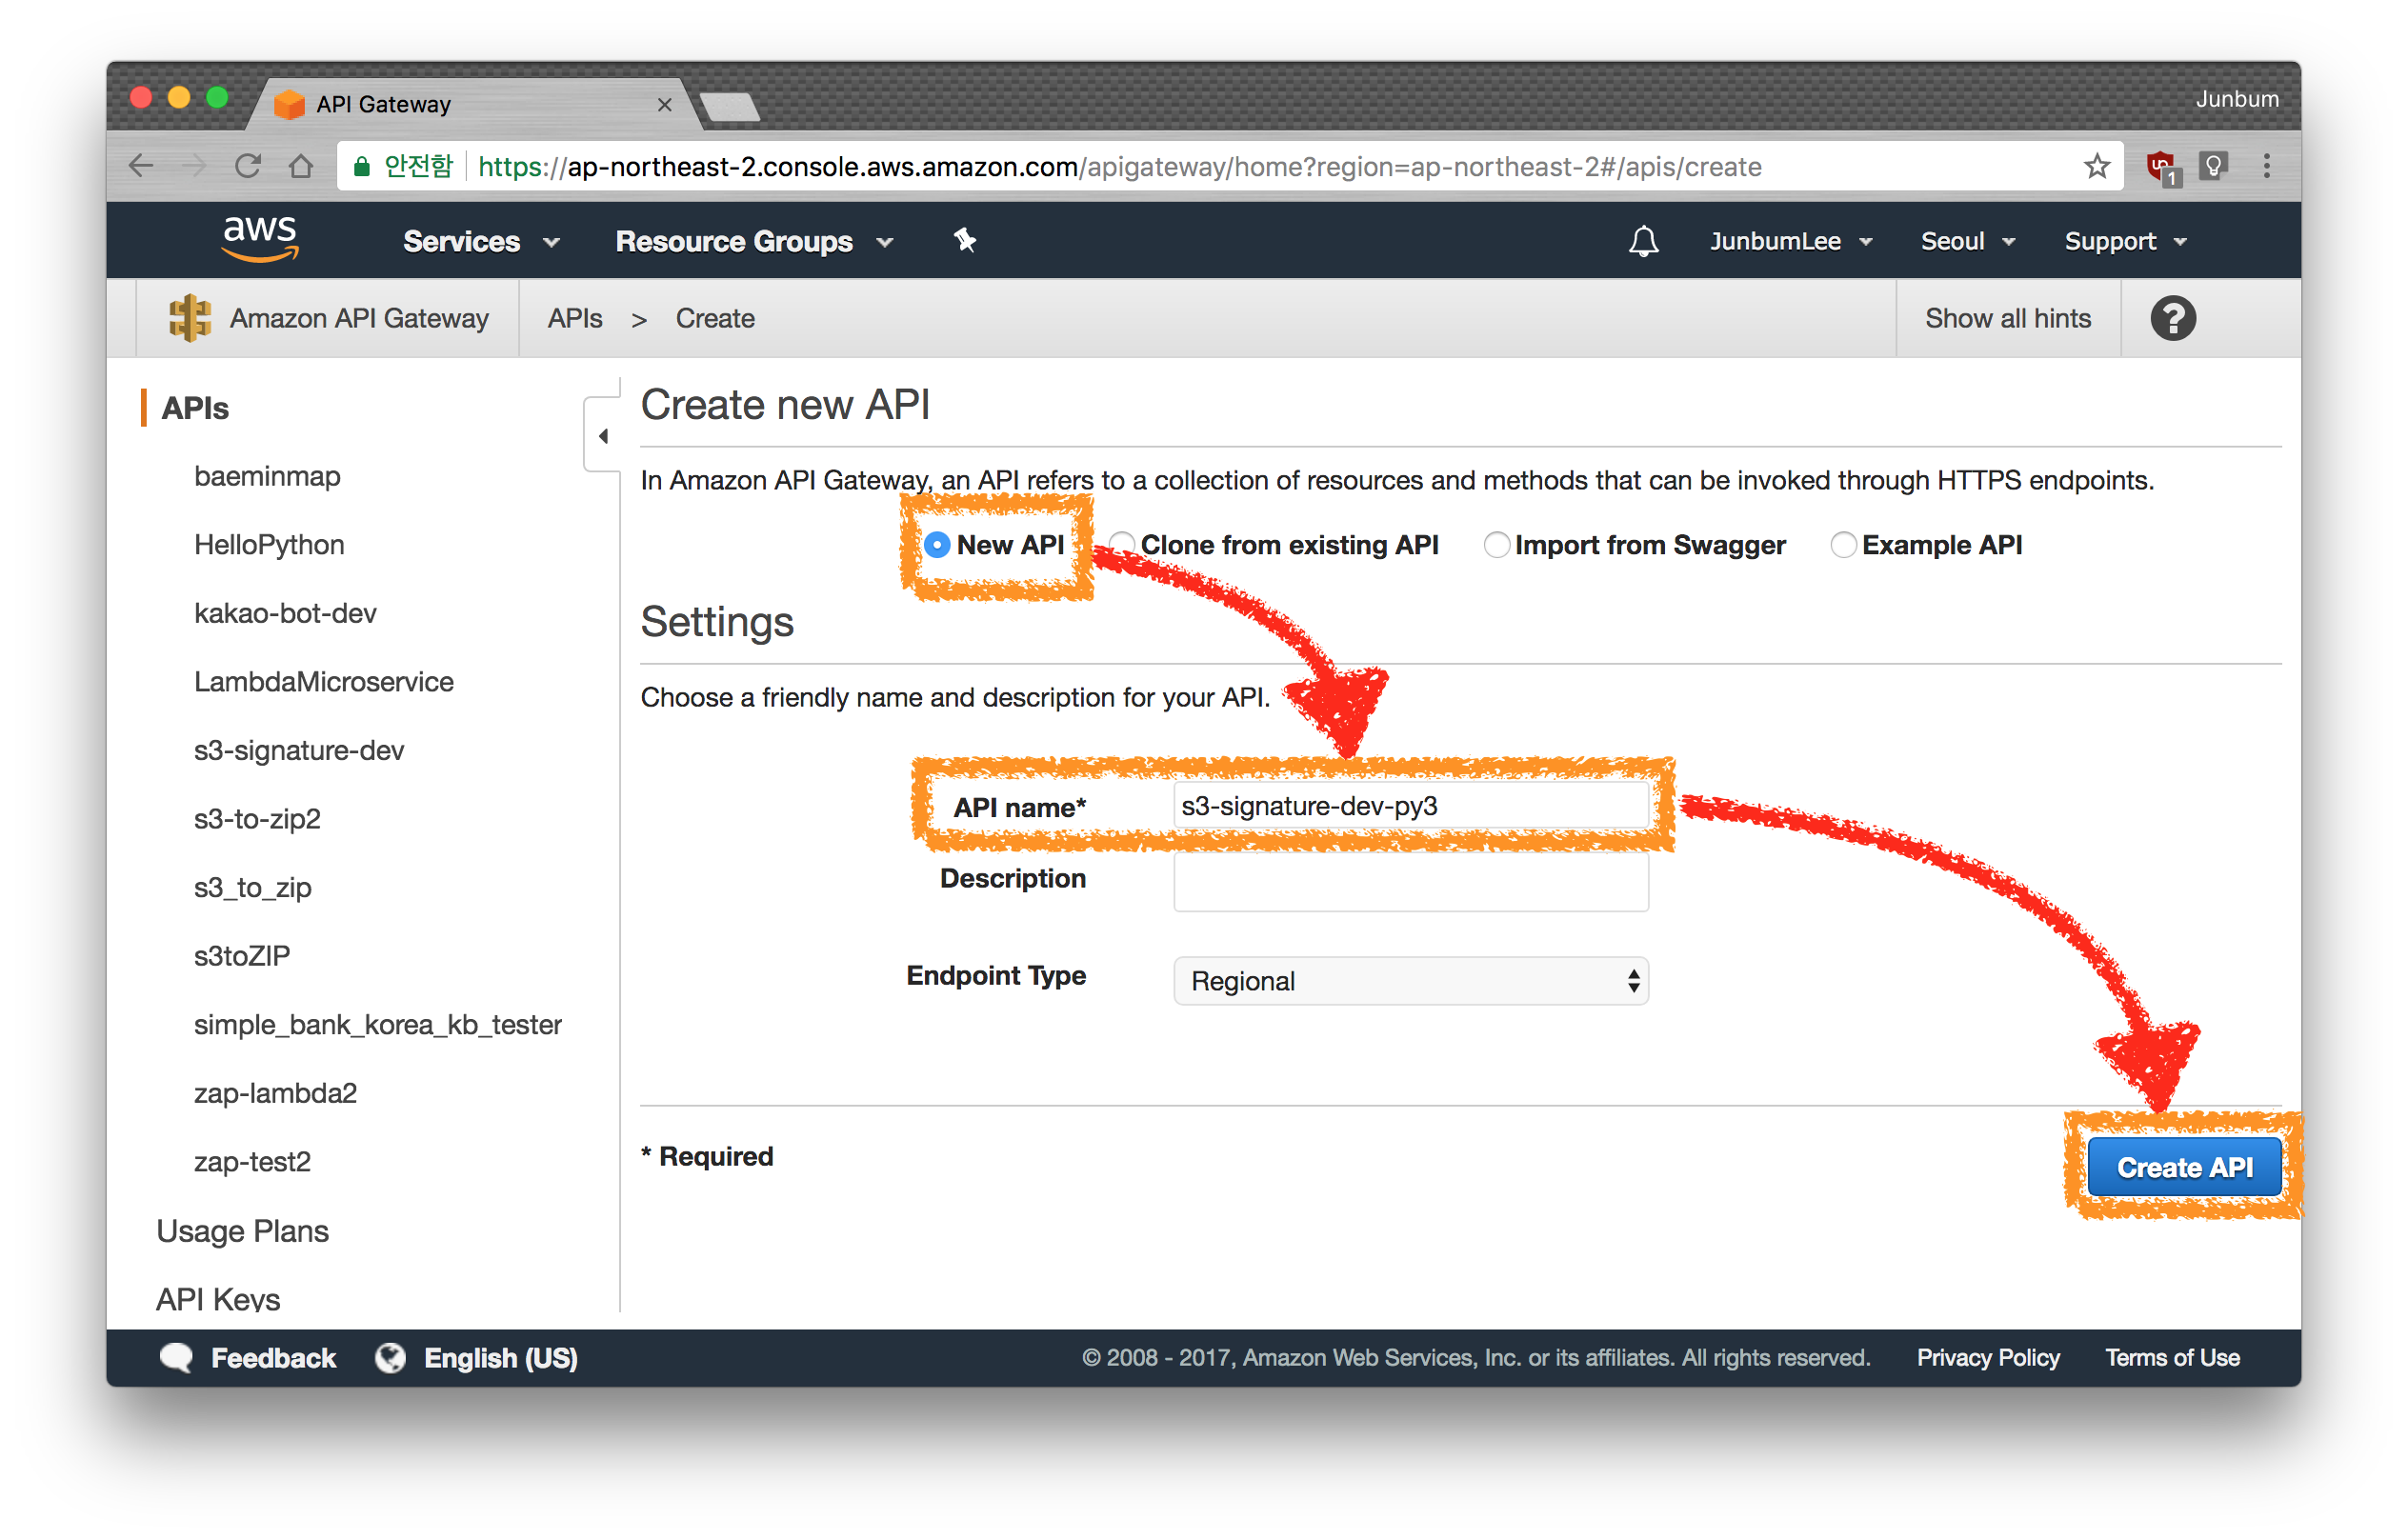 API Gateway
Junbum
안전함 https://ap-northeast-2.console.aws.amazon.com/apigateway/home?region=ap-northeast-2#/apis/create
1
aws Services Resource Groups JunbumLee Seoul Support
Amazon API Gateway APIs > Create Show all hints ?
APIs
baeminmap
HelloPython
kakao-bot-dev
LambdaMicroservice
s3-signature-dev
s3-to-zip2
s3_to_zip
s3toZIP
simple_bank_korea_kb_tester
zap-lambda2
zap-test2
Usage Plans
API Keys
Create new API
In Amazon API Gateway, an API refers to a collection of resources and methods that can be invoked through HTTPS endpoints.
New API Clone from existing API Import from Swagger Example API
Settings
Choose a friendly name and description for your API.
API name* s3-signature-dev-py3
Description
Endpoint Type Regional
* Required
Create API
Feedback English (US) © 2008 - 2017, Amazon Web Services, Inc. or its affiliates. All rights reserved. Privacy Policy Terms of Use